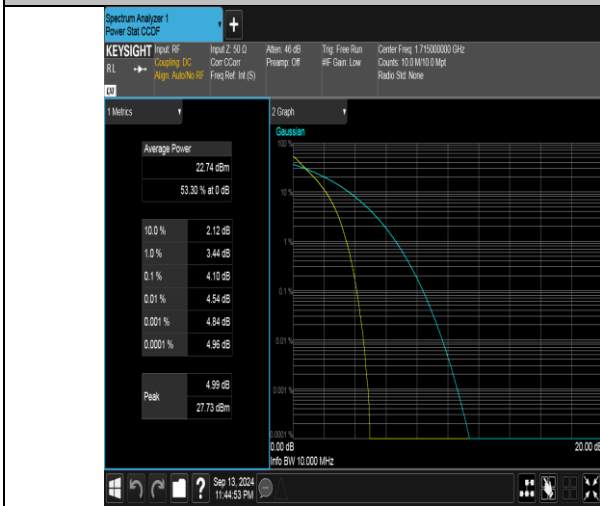 Spectrum Analyzer 1
Power Stat CCDF
+
KEYSIGHT
RL
LXI
Input: RF
Coupling: DC
Align: Auto/No RF
Input Z: 50 Ω
Corr CCorr
Freq Ref: Int (S)
Atten: 46 dB
Preamp: Off
Trig: Free Run
#IF Gain: Low
Center Freq: 1.715000000 GHz
Counts: 10.0 M/10.0 Mpt
Radio Std: None
1 Metrics
Average Power
22.74 dBm
53.30 % at 0 dB
10.0 % 2.12 dB
1.0 % 3.44 dB
0.1 % 4.10 dB
0.01 % 4.54 dB
0.001 % 4.84 dB
0.0001 % 4.96 dB
Peak
4.99 dB
27.73 dBm
2 Graph
Gaussian
100 %
10 %
1 %
0.1 %
0.01 %
0.001 %
0.0001 %
0.00 dB
20.00 dB
Info BW 10.000 MHz
?
Sep 13, 2024
11:44:53 PM